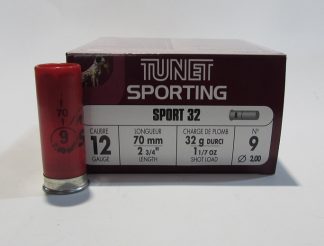 TUNET
SPORTING
SPORT 32
CALIBRE
12
GAUGE
LONGUEUR
70 mm
2 3/4"
LENGTH
CHARGE DE PLOMB
32 g DURCI
1 1/7 OZ
SHOT LOAD
N°
9
Ø 2,00
70
9